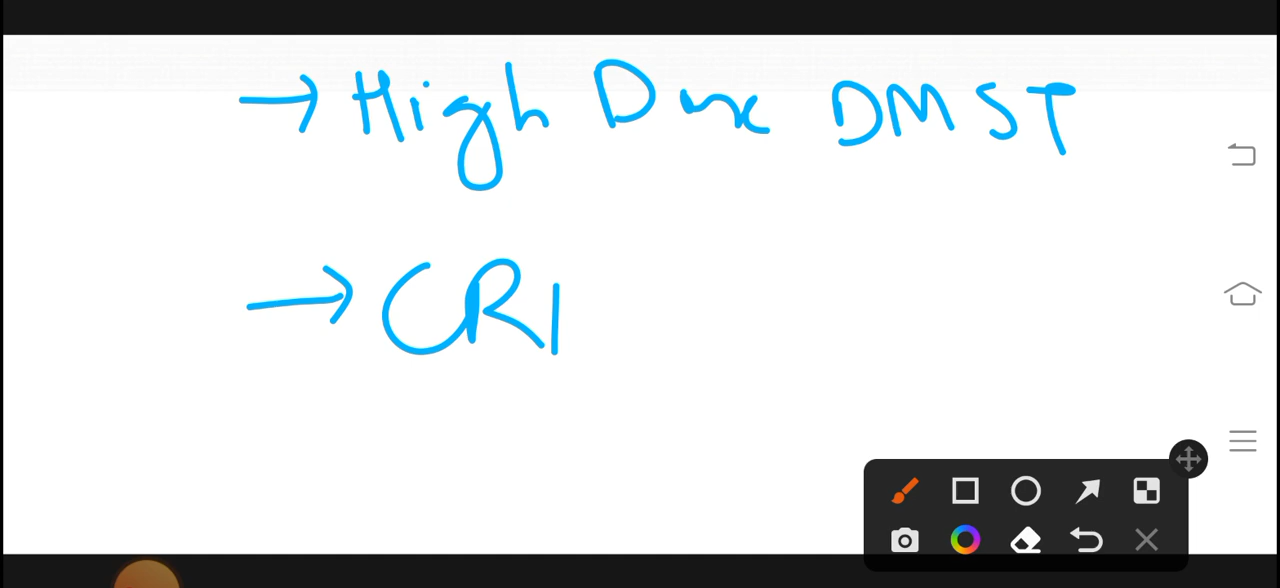 → High Dose DMST
→ CRI